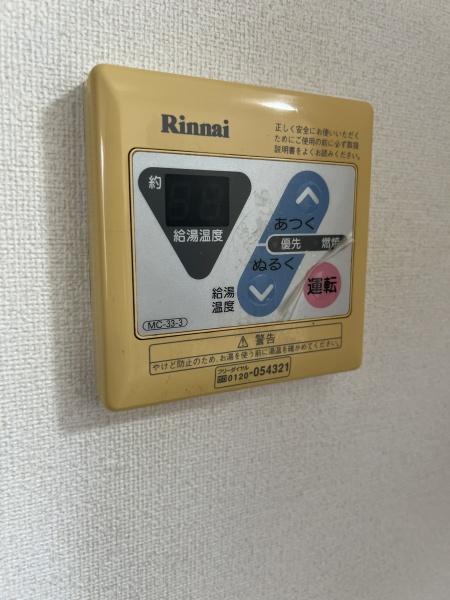 Rinnai
正しく安全にお使いいただく
ためにご使用の前に必ず取扱
説明書をよくお読みください。
約
給湯温度
あつく
優先
燃焼
ぬるく
給湯
温度
運転
MC-33-3
警告
やけど防止のため、お湯を使う前に湯温を確かめてください。
フリーダイヤル
0120-054321